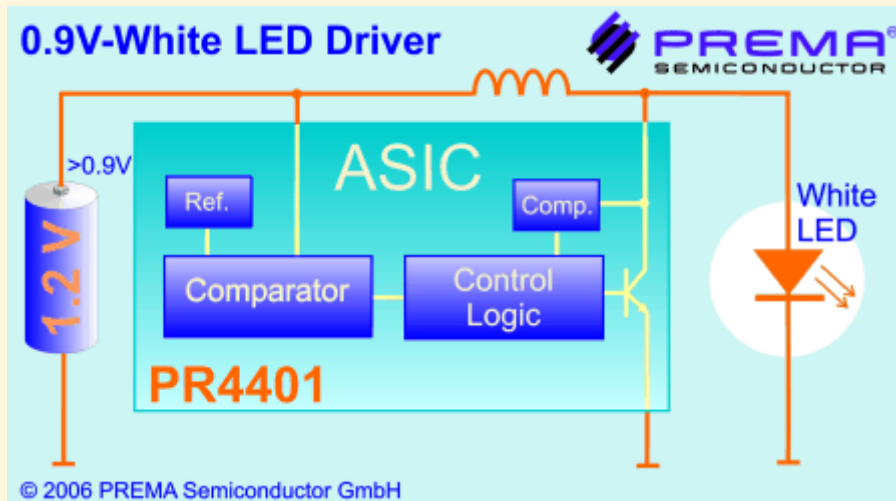 0.9V-White LED Driver
PREMA®
SEMICONDUCTOR
>0.9V
1.2 V
ASIC
Ref.
Comp.
Comparator
Control
Logic
PR4401
White
LED
© 2006 PREMA Semiconductor GmbH